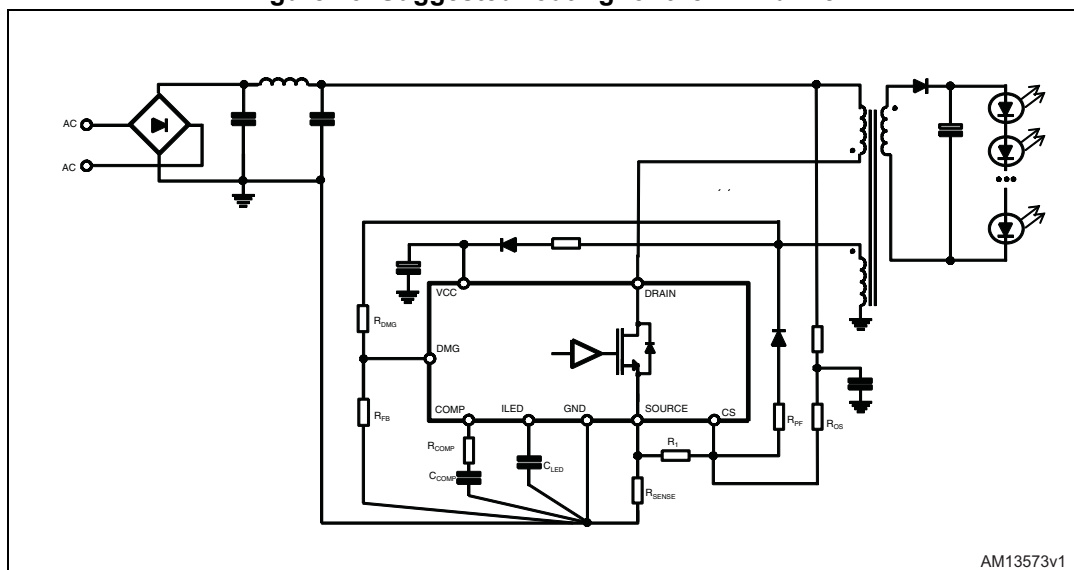 AC
AC
VCC
DRAIN
R_DMG
DMG
R_FB
COMP
ILED
GND
SOURCE
CS
R_PF
R_OS
R_COMP
C_COMP
C_LED
R_1
R_SENSE
AM13573v1